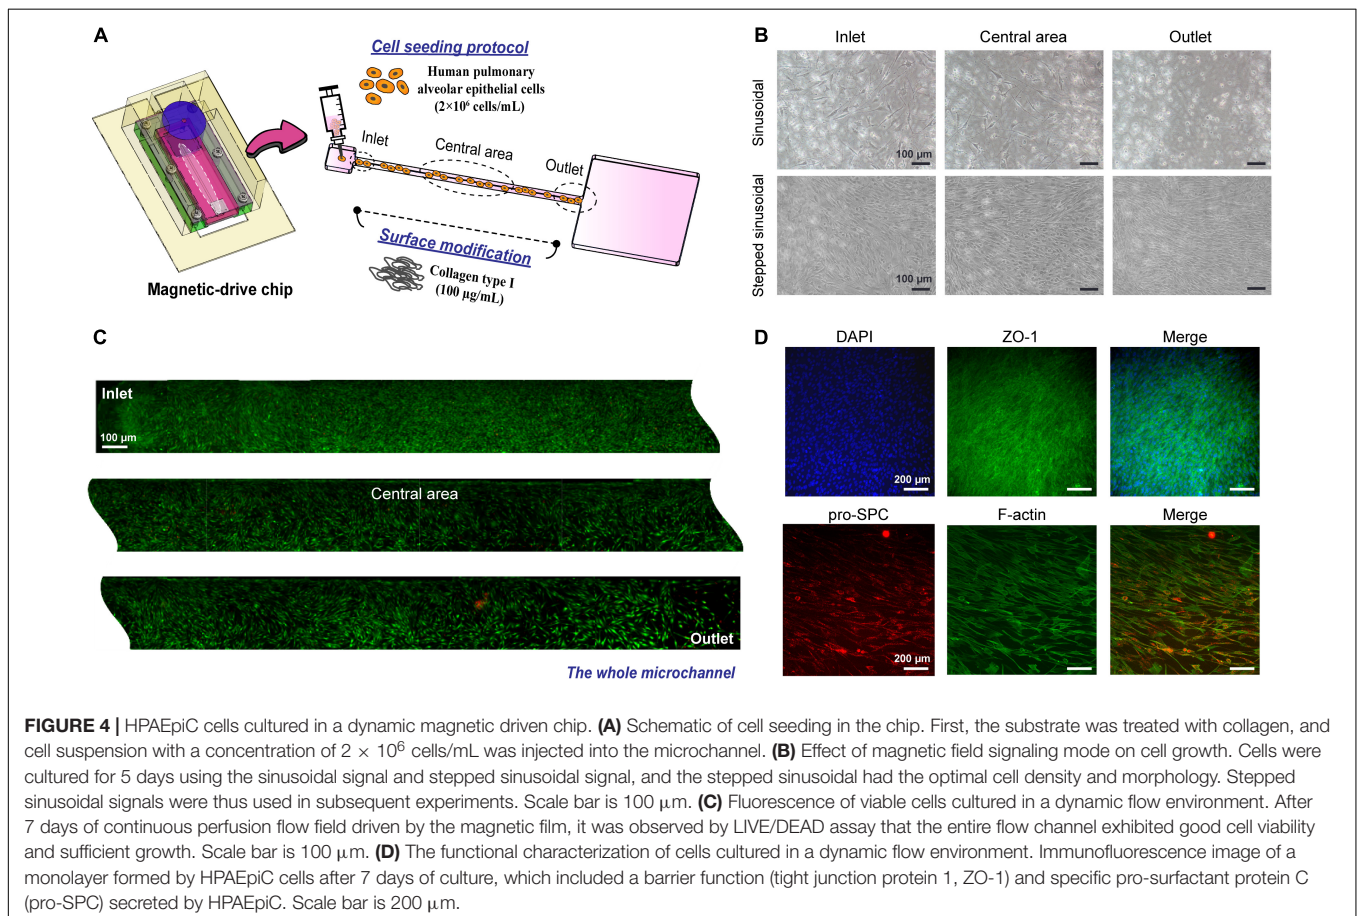 A
Cell seeding protocol
Human pulmonary
alveolar epithelial cells
(2×10⁶ cells/mL)
Inlet
Central area
Outlet
Surface modification
Collagen type I
(100 µg/mL)
Magnetic-drive chip
B
Inlet
Central area
Outlet
Sinusoidal
100 µm
Stepped sinusoidal
100 µm
C
Inlet
100 µm
Central area
Outlet
The whole microchannel
D
DAPI
ZO-1
Merge
200 µm
pro-SPC
F-actin
Merge
200 µm
FIGURE 4 | HPAEpiC cells cultured in a dynamic magnetic driven chip. (A) Schematic of cell seeding in the chip. First, the substrate was treated with collagen, and
cell suspension with a concentration of 2 × 10⁶ cells/mL was injected into the microchannel. (B) Effect of magnetic field signaling mode on cell growth. Cells were
cultured for 5 days using the sinusoidal signal and stepped sinusoidal signal, and the stepped sinusoidal had the optimal cell density and morphology. Stepped
sinusoidal signals were thus used in subsequent experiments. Scale bar is 100 µm. (C) Fluorescence of viable cells cultured in a dynamic flow environment. After
7 days of continuous perfusion flow field driven by the magnetic film, it was observed by LIVE/DEAD assay that the entire flow channel exhibited good cell viability
and sufficient growth. Scale bar is 100 µm. (D) The functional characterization of cells cultured in a dynamic flow environment. Immunofluorescence image of a
monolayer formed by HPAEpiC cells after 7 days of culture, which included a barrier function (tight junction protein 1, ZO-1) and specific pro-surfactant protein C
(pro-SPC) secreted by HPAEpiC. Scale bar is 200 µm.